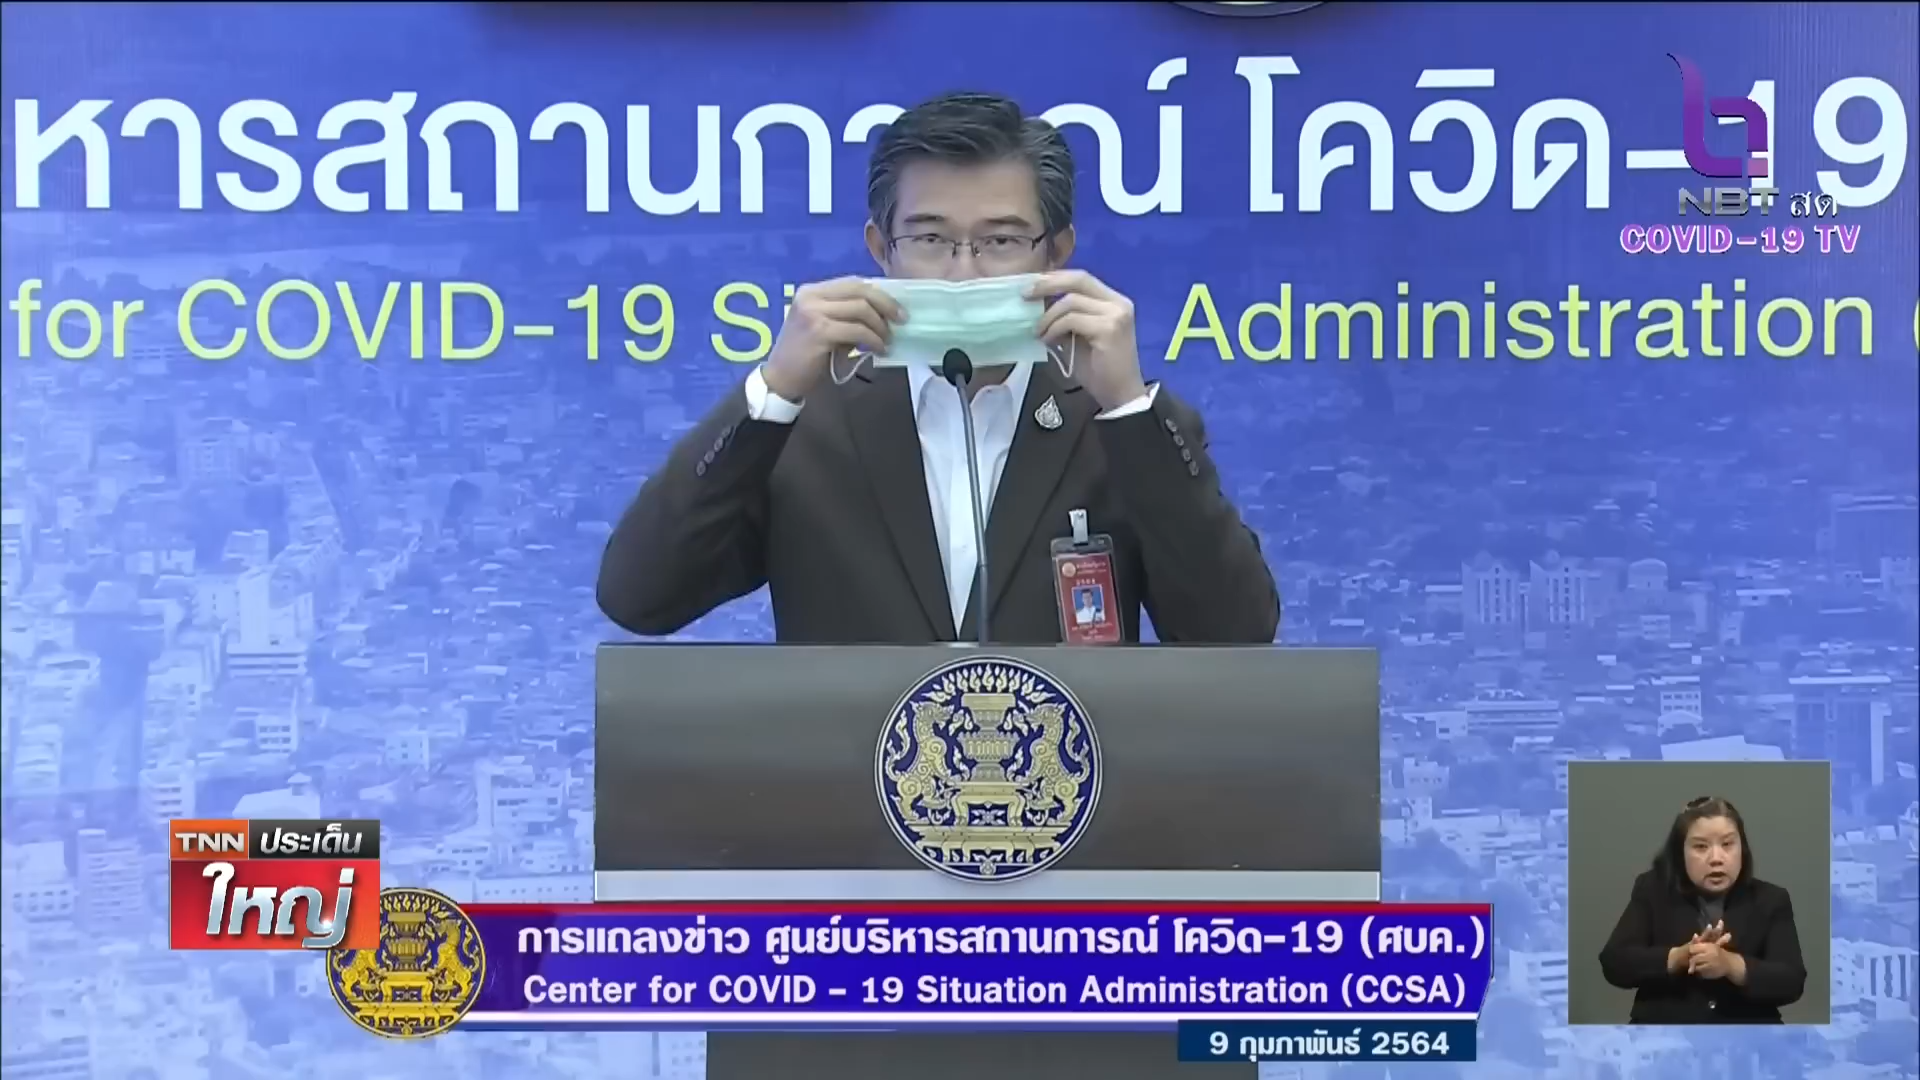 หารสถานการณ์ โควิด-19
for COVID-19 Si Administration
NBT สด
COVID-19 TV
TNN ประเด็น
ใหญ่
การแถลงข่าว ศูนย์บริหารสถานการณ์ โควิด-19 (ศบค.)
Center for COVID - 19 Situation Administration (CCSA)
9 กุมภาพันธ์ 2564